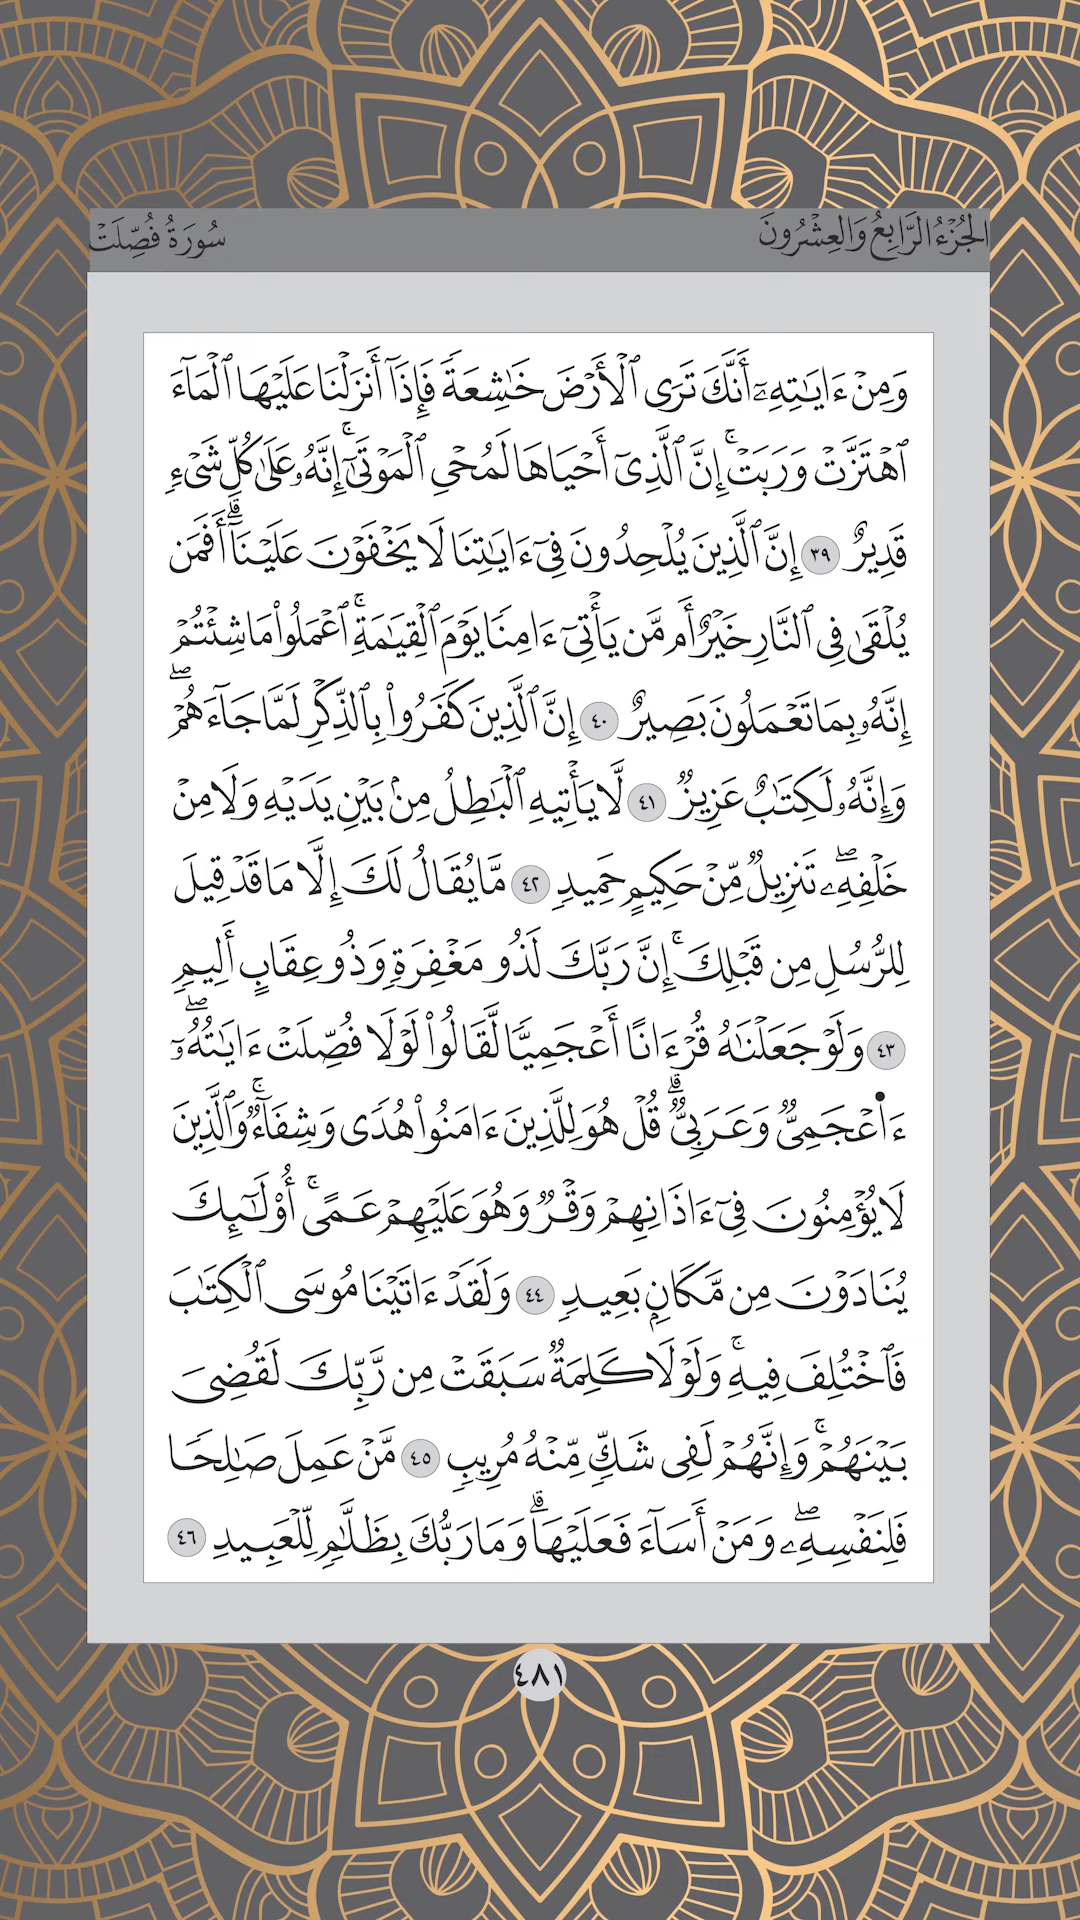 الجُزْءُ الرَّابِعُ وَالعِشْرُونَ
سُورَةُ فُصِّلَتْ
وَمِنْ ءَايَٰتِهِۦٓ أَنَّكَ تَرَى ٱلْأَرْضَ خَٰشِعَةً فَإِذَآ أَنزَلْنَا عَلَيْهَا ٱلْمَآءَ
ٱهْتَزَّتْ وَرَبَتْ ۚ إِنَّ ٱلَّذِىٓ أَحْيَاهَا لَمُحْىِ ٱلْمَوْتَىٰٓ ۚ إِنَّهُۥ عَلَىٰ كُلِّ شَىْءٍ
قَدِيرٌ ٣٩ إِنَّ ٱلَّذِينَ يُلْحِدُونَ فِىٓ ءَايَٰتِنَا لَا يَخْفَوْنَ عَلَيْنَآ ۗ أَفَمَن
يُلْقَىٰ فِى ٱلنَّارِ خَيْرٌ أَم مَّن يَأْتِىٓ ءَامِنًا يَوْمَ ٱلْقِيَٰمَةِ ۚ ٱعْمَلُوا۟ مَا شِئْتُمْ ۖ
إِنَّهُۥ بِمَا تَعْمَلُونَ بَصِيرٌ ٤٠ إِنَّ ٱلَّذِينَ كَفَرُوا۟ بِٱلذِّكْرِ لَمَّا جَآءَهُمْ ۖ
وَإِنَّهُۥ لَكِتَٰبٌ عَزِيزٌ ٤١ لَّا يَأْتِيهِ ٱلْبَٰطِلُ مِنۢ بَيْنِ يَدَيْهِ وَلَا مِنْ
خَلْفِهِۦ ۖ تَنزِيلٌ مِّنْ حَكِيمٍ حَمِيدٍ ٤٢ مَّا يُقَالُ لَكَ إِلَّا مَا قَدْ قِيلَ
لِلرُّسُلِ مِن قَبْلِكَ ۚ إِنَّ رَبَّكَ لَذُو مَغْفِرَةٍ وَذُو عِقَابٍ أَلِيمٍ
٤٣ وَلَوْ جَعَلْنَٰهُ قُرْءَانًا أَعْجَمِيًّا لَّقَالُوا۟ لَوْلَا فُصِّلَتْ ءَايَٰتُهُۥٓ ۖ
ءَا۬عْجَمِىٌّ وَعَرَبِىٌّ ۗ قُلْ هُوَ لِلَّذِينَ ءَامَنُوا۟ هُدًى وَشِفَآءٌ ۚ وَٱلَّذِينَ
لَا يُؤْمِنُونَ فِىٓ ءَاذَانِهِمْ وَقْرٌ وَهُوَ عَلَيْهِمْ عَمًى ۚ أُو۟لَٰٓئِكَ
يُنَادَوْنَ مِن مَّكَانٍۭ بَعِيدٍ ٤٤ وَلَقَدْ ءَاتَيْنَا مُوسَى ٱلْكِتَٰبَ
فَٱخْتُلِفَ فِيهِ ۚ وَلَوْلَا كَلِمَةٌ سَبَقَتْ مِن رَّبِّكَ لَقُضِىَ
بَيْنَهُمْ ۚ وَإِنَّهُمْ لَفِى شَكٍّ مِّنْهُ مُرِيبٍ ٤٥ مَّنْ عَمِلَ صَٰلِحًا
فَلِنَفْسِهِۦ ۖ وَمَنْ أَسَآءَ فَعَلَيْهَا ۗ وَمَا رَبُّكَ بِظَلَّٰمٍ لِّلْعَبِيدِ ٤٦
٤٨١